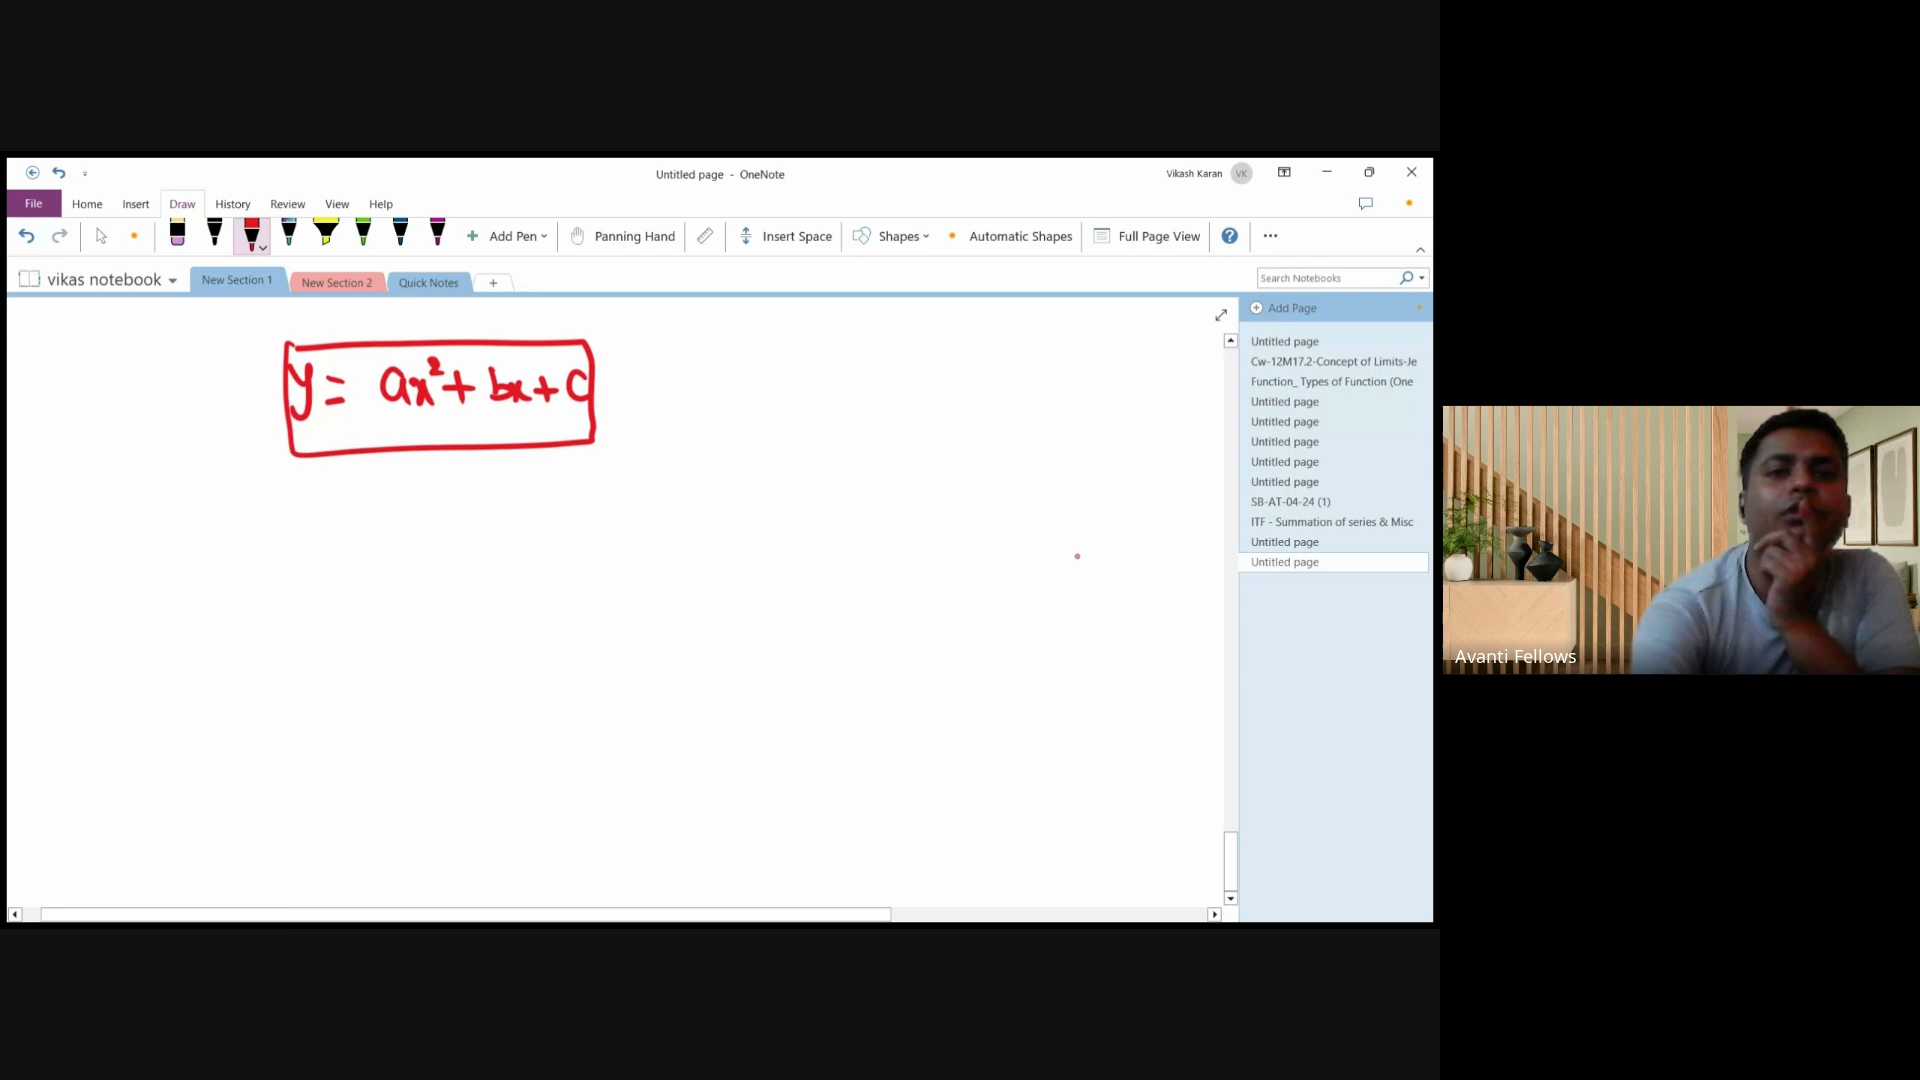 Untitled page - OneNote
Vikash Karan VK
File Home Insert Draw History Review View Help
Add Pen Panning Hand Insert Space Shapes Automatic Shapes Full Page View ?
vikas notebook New Section 1 New Section 2 Quick Notes +
Search Notebooks
Add Page
y = ax²+ bx+c
Untitled page
Cw-12M17.2-Concept of Limits-Je
Function_ Types of Function (One
Untitled page
Untitled page
Untitled page
Untitled page
Untitled page
SB-AT-04-24 (1)
ITF - Summation of series & Misc
Untitled page
Untitled page
Avanti Fellows